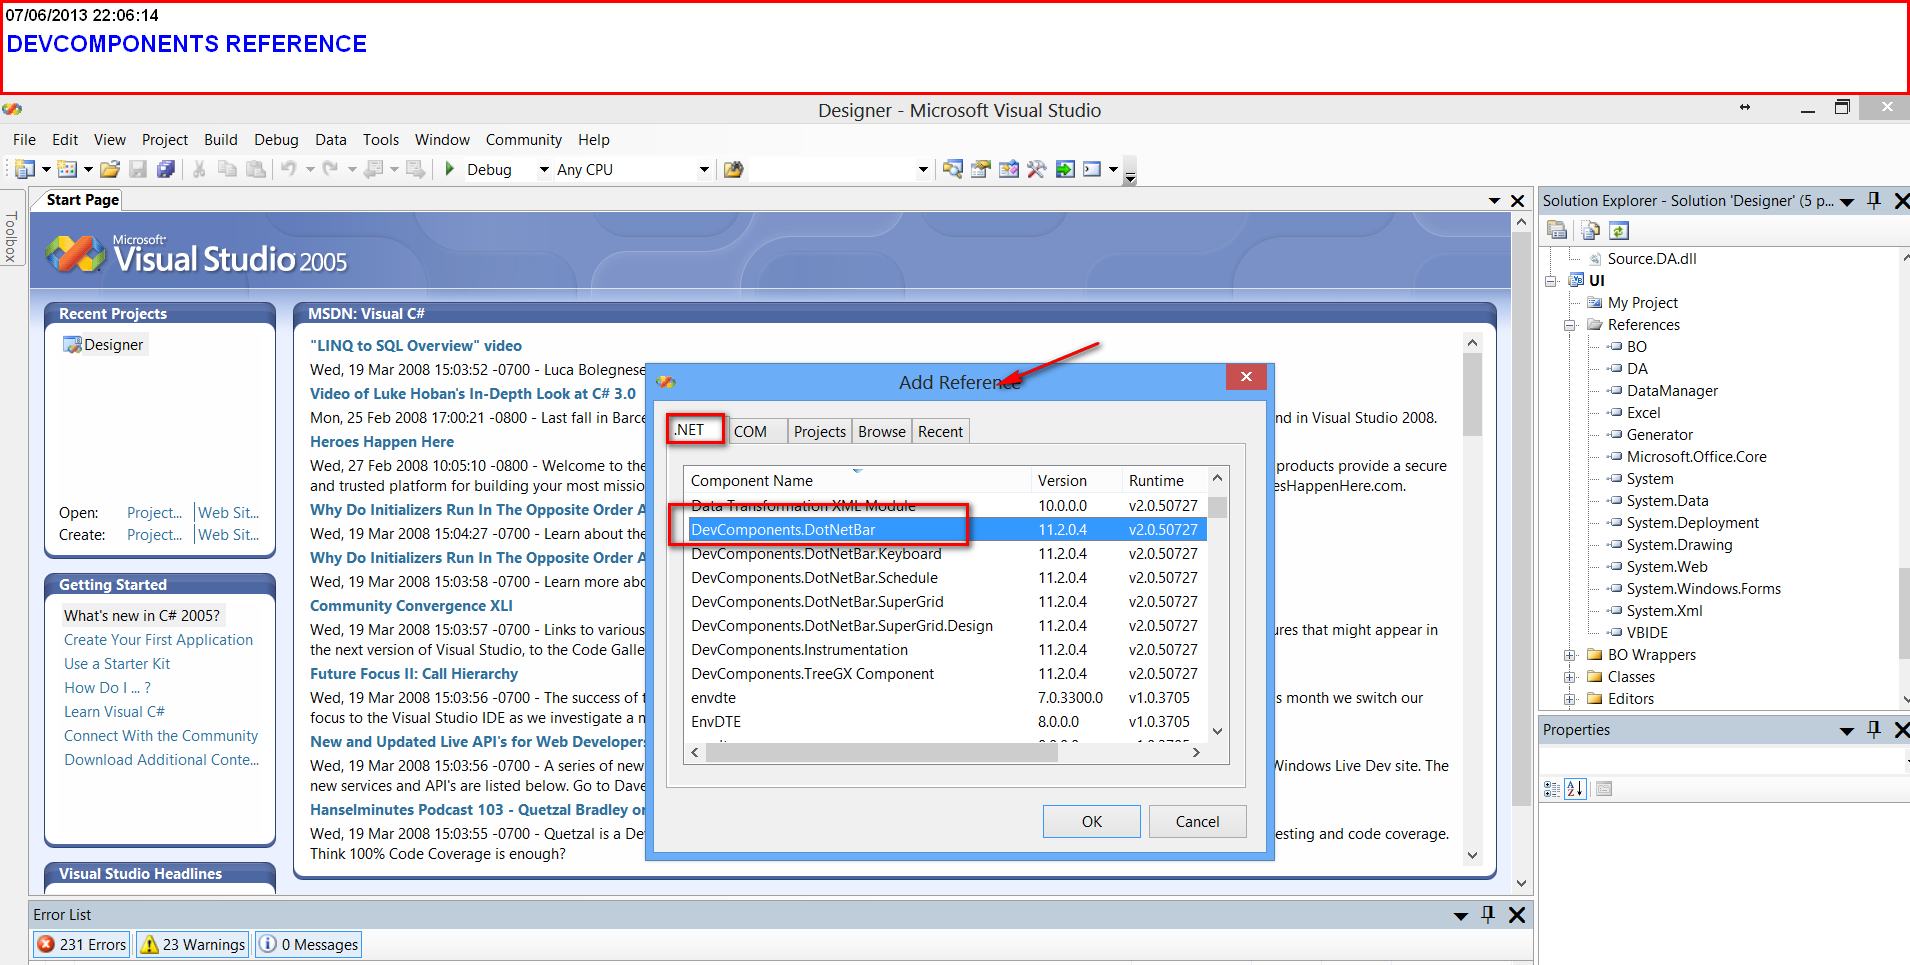 07/06/2013 22:06:14
DEVCOMPONENTS REFERENCE
Designer - Microsoft Visual Studio
File Edit View Project Build Debug Data Tools Window Community Help
Debug Any CPU
Toolbox
Start Page
Microsoft
Visual Studio 2005
Recent Projects
Designer
Open: Project... Web Sit...
Create: Project... Web Sit...
Getting Started
What's new in C# 2005?
Create Your First Application
Use a Starter Kit
How Do I ... ?
Learn Visual C#
Connect With the Community
Download Additional Conte...
Visual Studio Headlines
MSDN: Visual C#
"LINQ to SQL Overview" video
Wed, 19 Mar 2008 15:03:52 -0700 - Luca Bolegnese
Video of Luke Hoban's In-Depth Look at C# 3.0
Mon, 25 Feb 2008 17:00:21 -0800 - Last fall in Barce nd in Visual Studio 2008.
Heroes Happen Here
Wed, 27 Feb 2008 10:05:10 -0800 - Welcome to the products provide a secure
and trusted platform for building your most missio esHappenHere.com.
Why Do Initializers Run In The Opposite Order A
Wed, 19 Mar 2008 15:04:27 -0700 - Learn about the
Why Do Initializers Run In The Opposite Order A
Wed, 19 Mar 2008 15:03:58 -0700 - Learn more abo
Community Convergence XLI
Wed, 19 Mar 2008 15:03:57 -0700 - Links to various ures that might appear in
the next version of Visual Studio, to the Code Galle
Future Focus II: Call Hierarchy
Wed, 19 Mar 2008 15:03:56 -0700 - The success of t s month we switch our
focus to the Visual Studio IDE as we investigate a n
New and Updated Live API's for Web Developers
Wed, 19 Mar 2008 15:03:56 -0700 - A series of new Windows Live Dev site. The
new services and API's are listed below. Go to Dave
Hanselminutes Podcast 103 - Quetzal Bradley on
Wed, 19 Mar 2008 15:03:55 -0700 - Quetzal is a De esting and code coverage.
Think 100% Code Coverage is enough?
Add Reference
.NET COM Projects Browse Recent
Component Name Version Runtime
Data Transformation XML Module 10.0.0.0 v2.0.50727
DevComponents.DotNetBar 11.2.0.4 v2.0.50727
DevComponents.DotNetBar.Keyboard 11.2.0.4 v2.0.50727
DevComponents.DotNetBar.Schedule 11.2.0.4 v2.0.50727
DevComponents.DotNetBar.SuperGrid 11.2.0.4 v2.0.50727
DevComponents.DotNetBar.SuperGrid.Design 11.2.0.4 v2.0.50727
DevComponents.Instrumentation 11.2.0.4 v2.0.50727
DevComponents.TreeGX Component 11.2.0.4 v2.0.50727
envdte 7.0.3300.0 v1.0.3705
EnvDTE 8.0.0.0 v1.0.3705
OK Cancel
Solution Explorer - Solution 'Designer' (5 p...
Source.DA.dll
UI
My Project
References
BO
DA
DataManager
Excel
Generator
Microsoft.Office.Core
System
System.Data
System.Deployment
System.Drawing
System.Web
System.Windows.Forms
System.Xml
VBIDE
BO Wrappers
Classes
Editors
Properties
Error List
231 Errors 23 Warnings 0 Messages